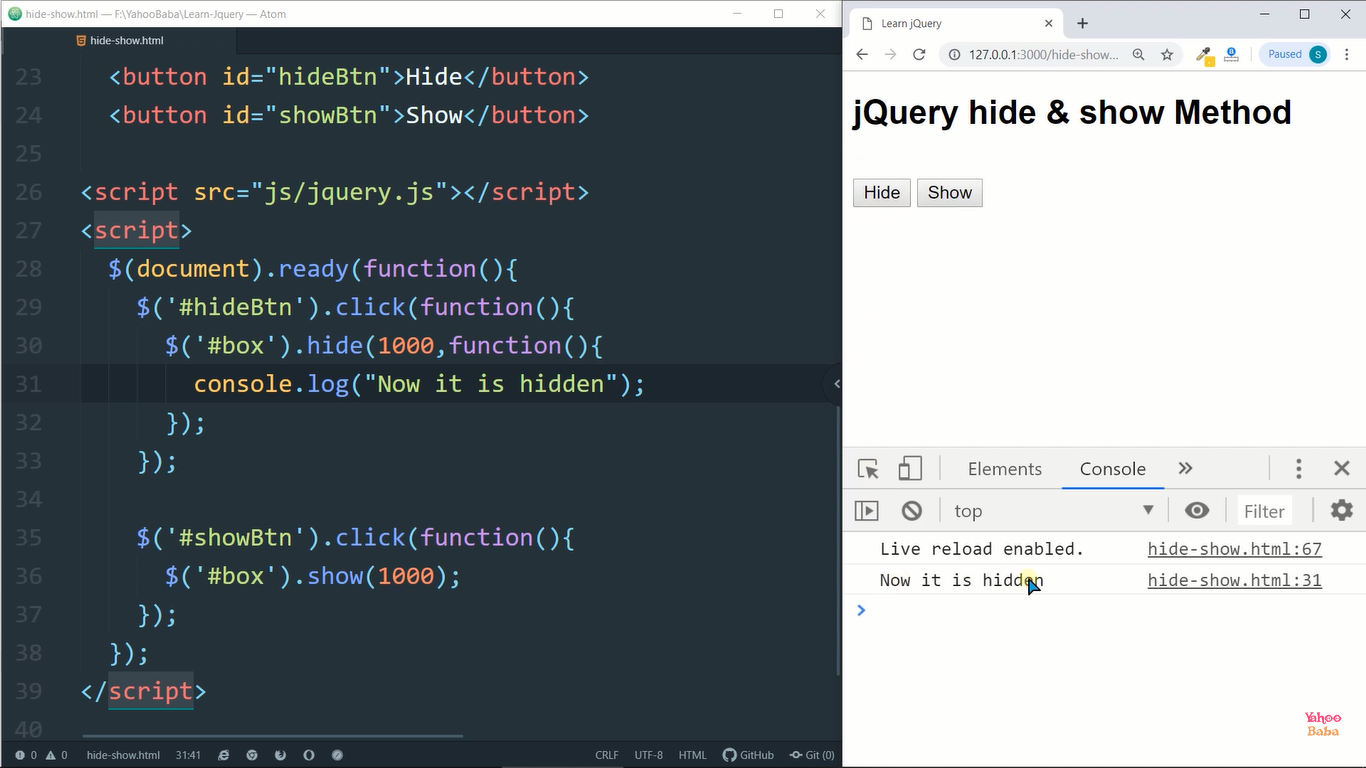 hide-show.html — F:\YahooBaba\Learn-Jquery — Atom
hide-show.html
23 <button id="hideBtn">Hide</button>
24 <button id="showBtn">Show</button>
25
26 <script src="js/jquery.js"></script>
27 <script>
28 $(document).ready(function(){
29 $('#hideBtn').click(function(){
30 $('#box').hide(1000,function(){
31 console.log("Now it is hidden");
32 });
33 });
34
35 $('#showBtn').click(function(){
36 $('#box').show(1000);
37 });
38 });
39 </script>
40
0 0 hide-show.html 31:41 CRLF UTF-8 HTML GitHub Git (0)
Learn jQuery
127.0.0.1:3000/hide-show... Paused S
jQuery hide & show Method
Hide Show
Elements Console
top Filter
Live reload enabled. hide-show.html:67
Now it is hidden hide-show.html:31
Yahoo
Baba